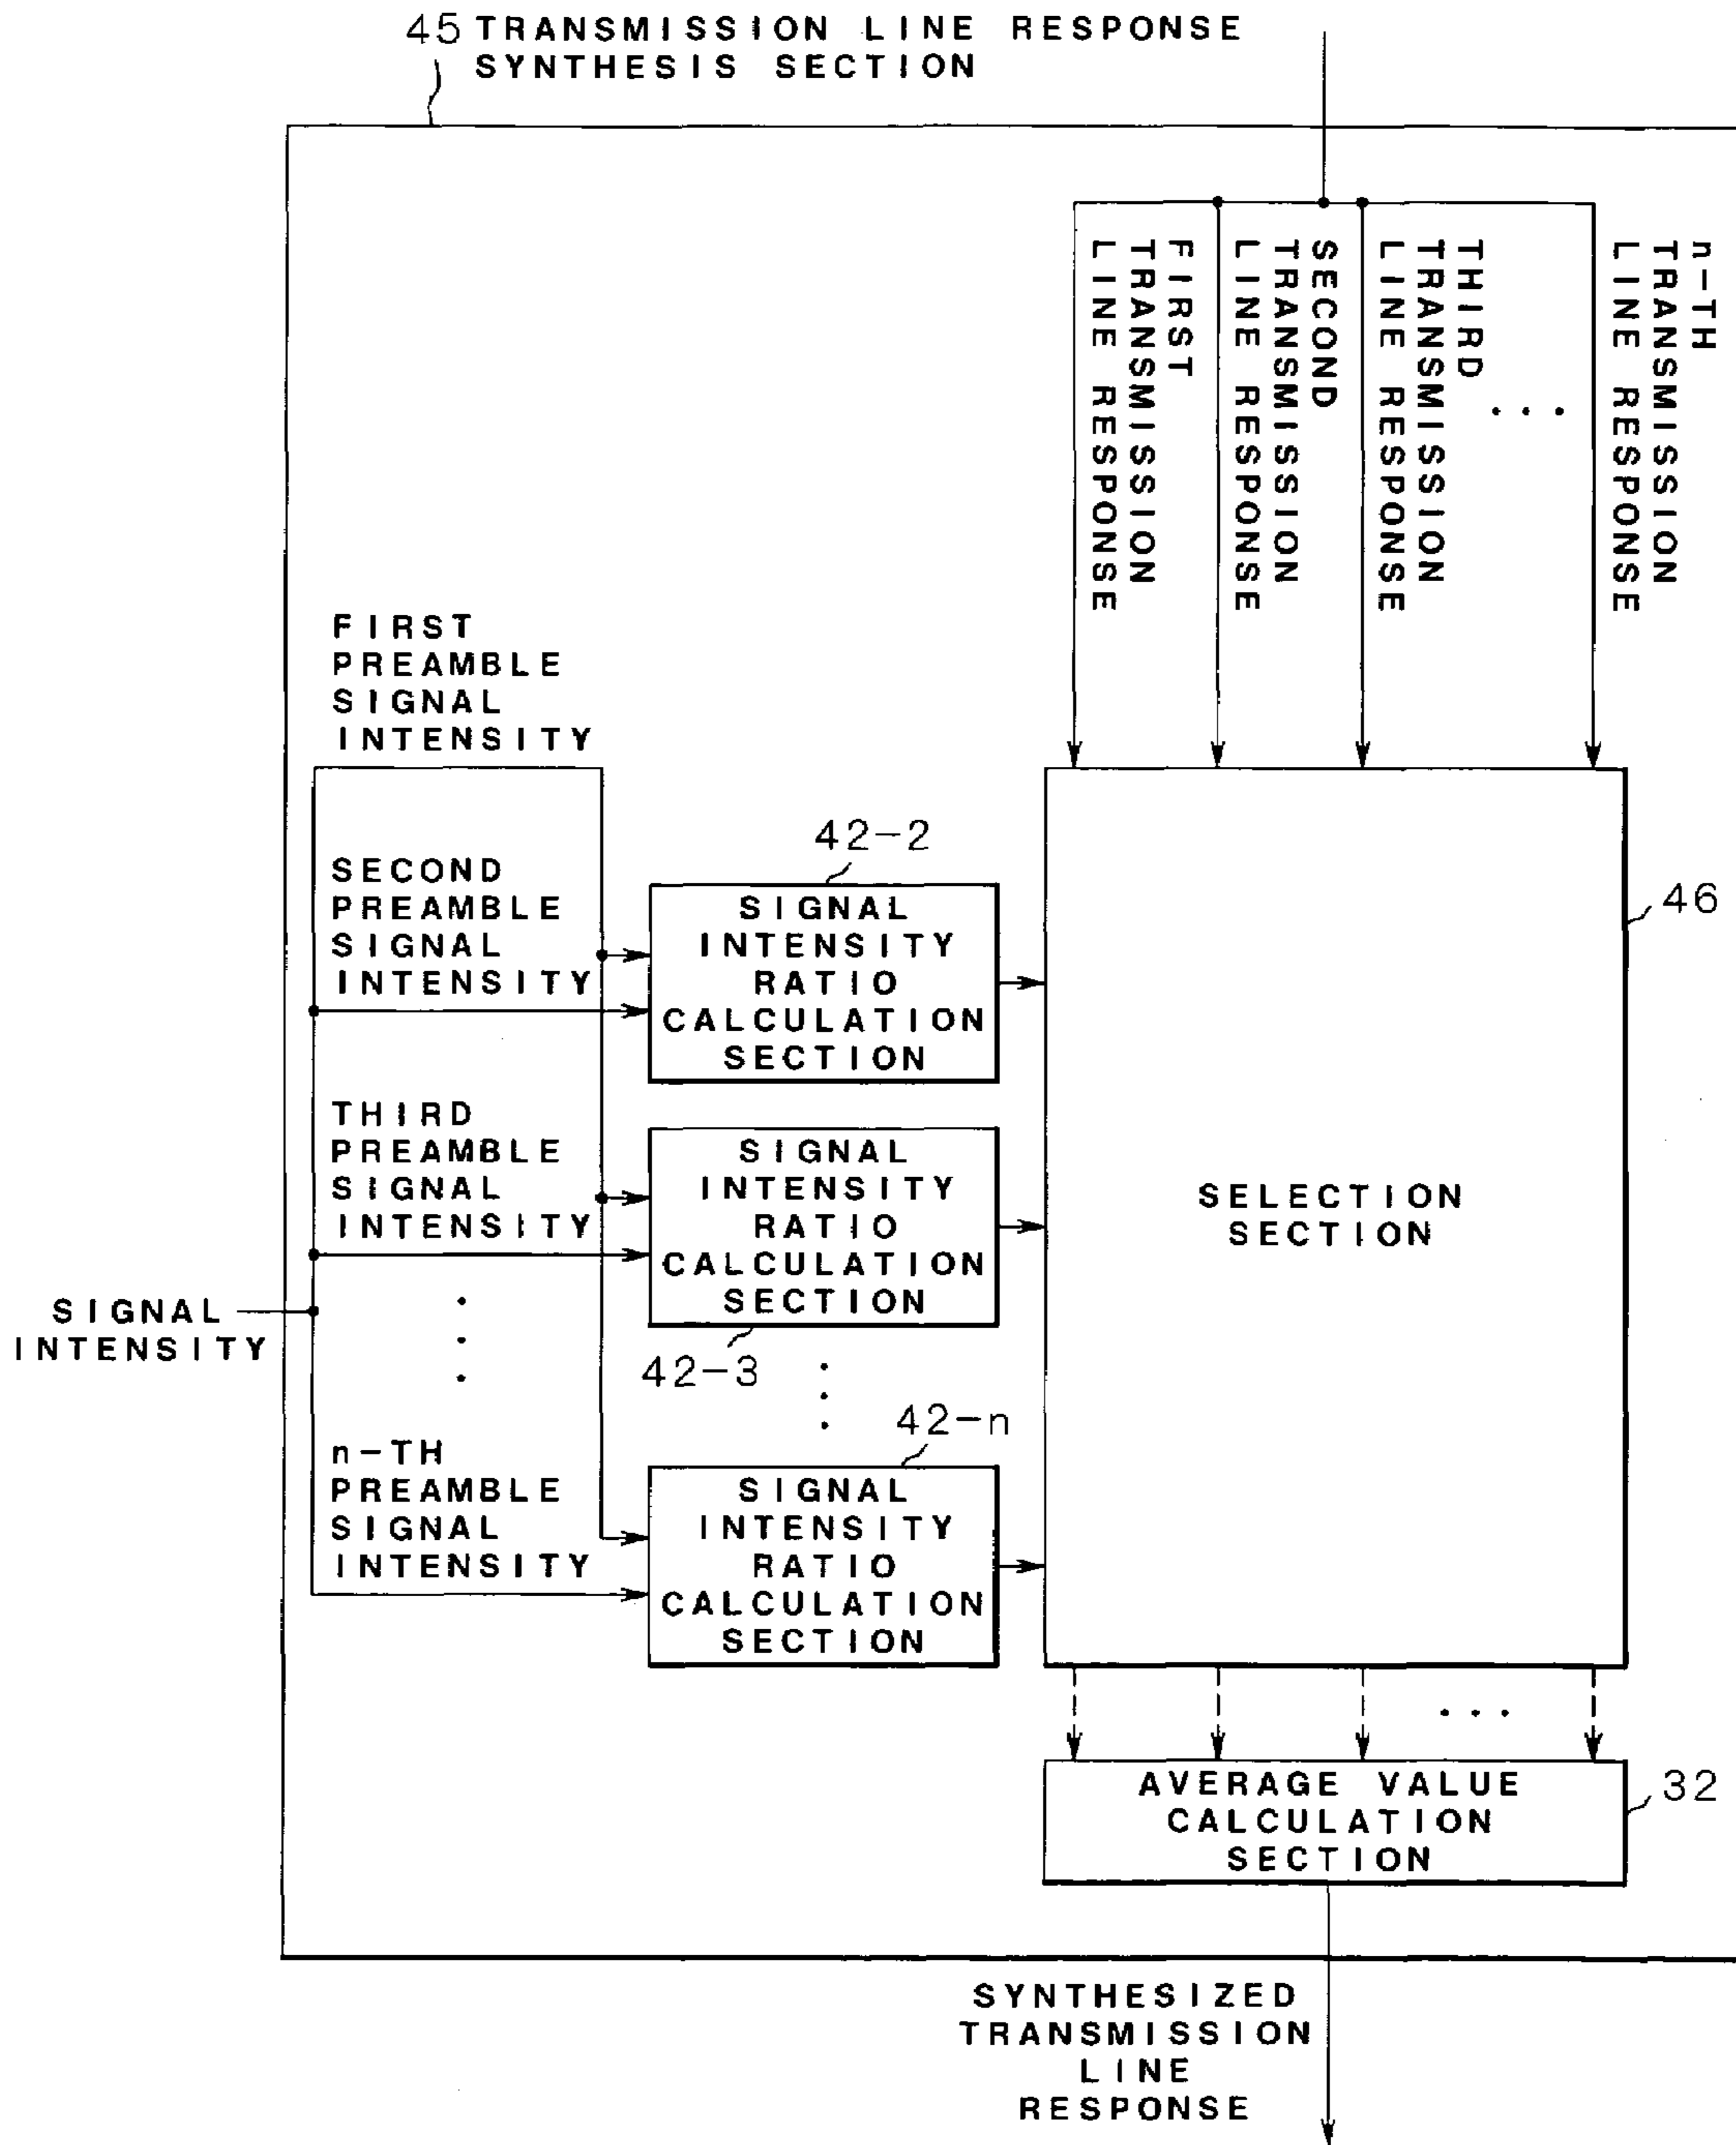 45 TRANSMISSION LINE RESPONSE
SYNTHESIS SECTION
FIRST
TRANSMISSION
LINE RESPONSE
SECOND
TRANSMISSION
LINE RESPONSE
THIRD
TRANSMISSION
LINE RESPONSE
...
n-TH
TRANSMISSION
LINE RESPONSE
FIRST
PREAMBLE
SIGNAL
INTENSITY
SECOND
PREAMBLE
SIGNAL
INTENSITY
42-2
SIGNAL
INTENSITY
RATIO
CALCULATION
SECTION
46
THIRD
PREAMBLE
SIGNAL
INTENSITY
SIGNAL
INTENSITY
RATIO
CALCULATION
SECTION
42-3
SELECTION
SECTION
SIGNAL
INTENSITY
...
...
n-TH
PREAMBLE
SIGNAL
INTENSITY
42-n
SIGNAL
INTENSITY
RATIO
CALCULATION
SECTION
...
AVERAGE VALUE
CALCULATION
SECTION
32
SYNTHESIZED
TRANSMISSION
LINE
RESPONSE